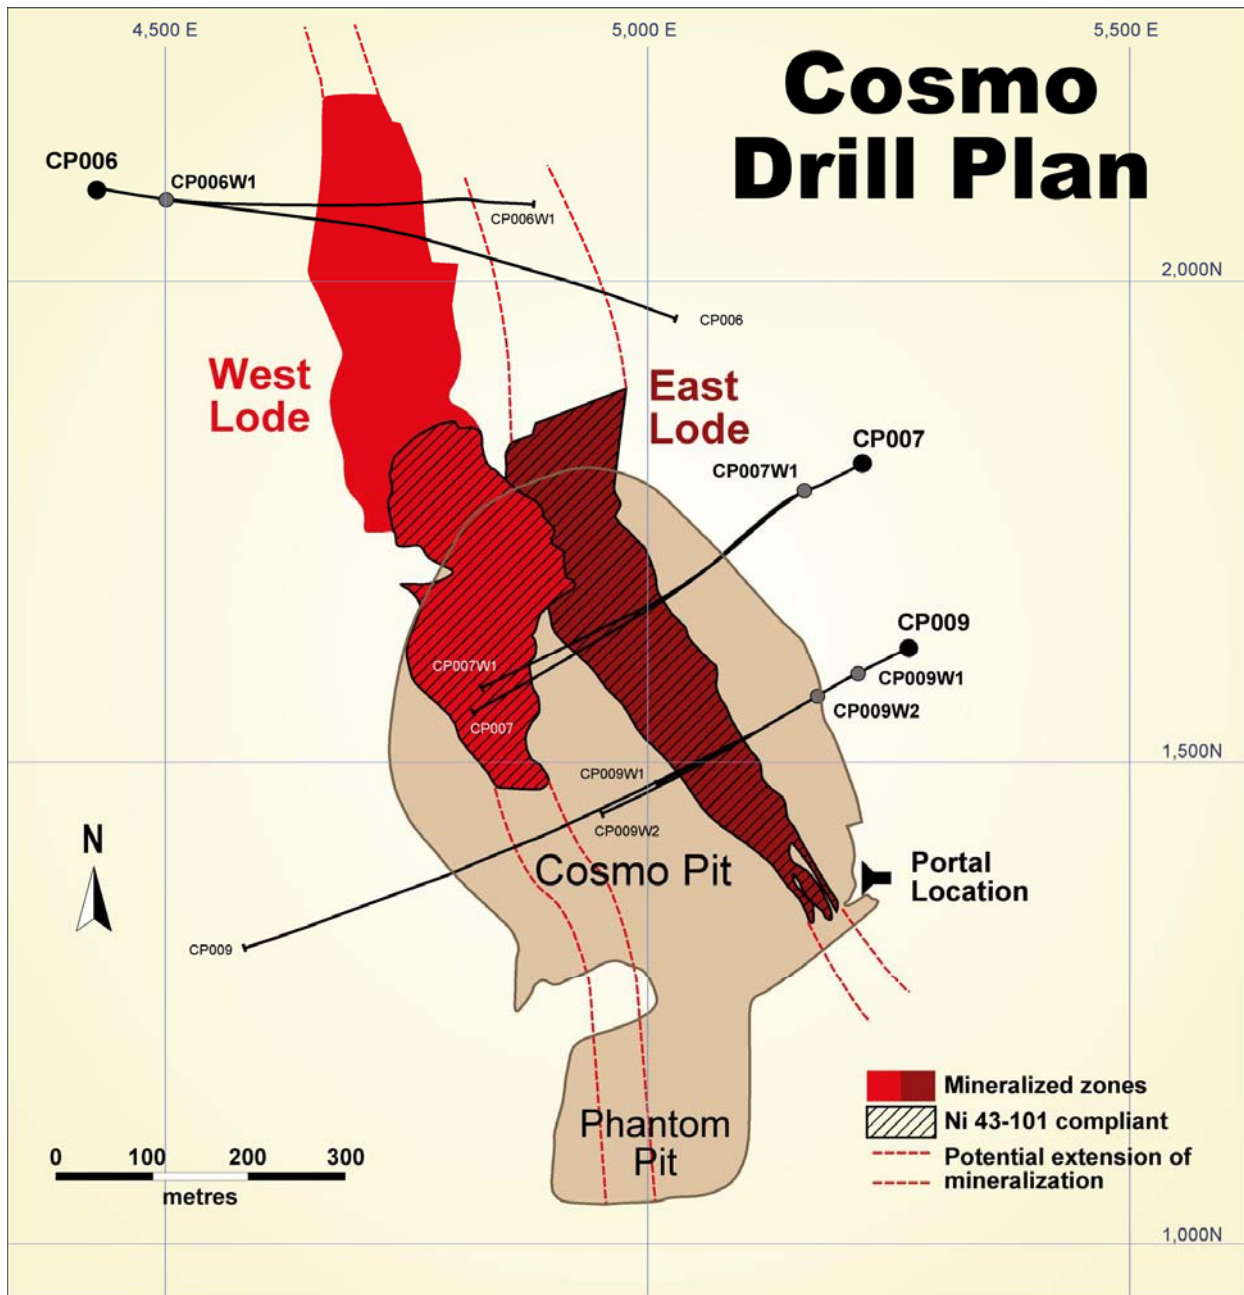 4,500 E
5,000 E
5,500 E
Cosmo
Drill Plan
CP006
CP006W1
CP006W1
2,000N
CP006
West
Lode
East
Lode
CP007
CP007W1
CP009
CP007W1
CP009W1
CP009W2
CP007
1,500N
CP009W1
CP009W2
N
Cosmo Pit
Portal
Location
CP009
Mineralized zones
Ni 43-101 compliant
Potential extension of
mineralization
Phantom
Pit
0 100 200 300
metres
1,000N